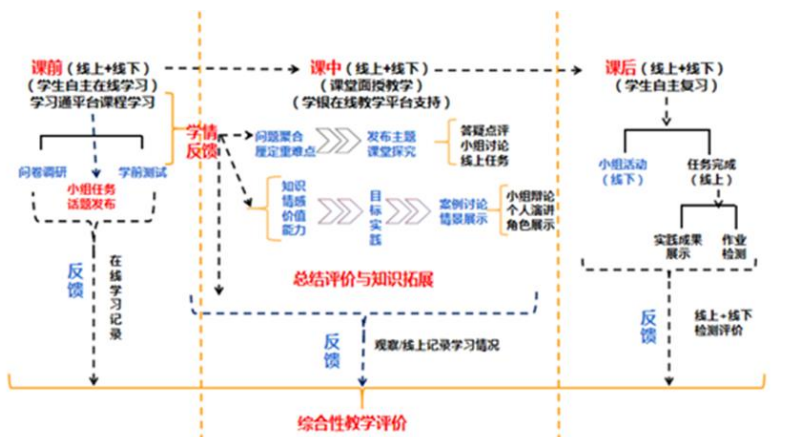 课前（线上+线下）
（学生自主在线学习）
学习通平台课程学习
问卷调研
学前测试
小组任务
话题发布
反馈
在线学习记录
学情
反馈
课中（线上+线下）
（课堂面授教学）
（学银在线教学平台支持）
问题聚合
厘定重难点
发布主题
课堂探究
答疑点评
小组讨论
线上任务
知识
情感
价值
能力
目标实践
案例讨论
情景展示
小组辩论
个人演讲
角色展示
总结评价与知识拓展
反馈
观察/线上记录学习情况
课后（线上+线下）
（学生自主复习）
小组活动
（线下）
任务完成
（线上）
实践成果
展示
作业
检测
反馈
线上+线下
检测评价
综合性教学评价